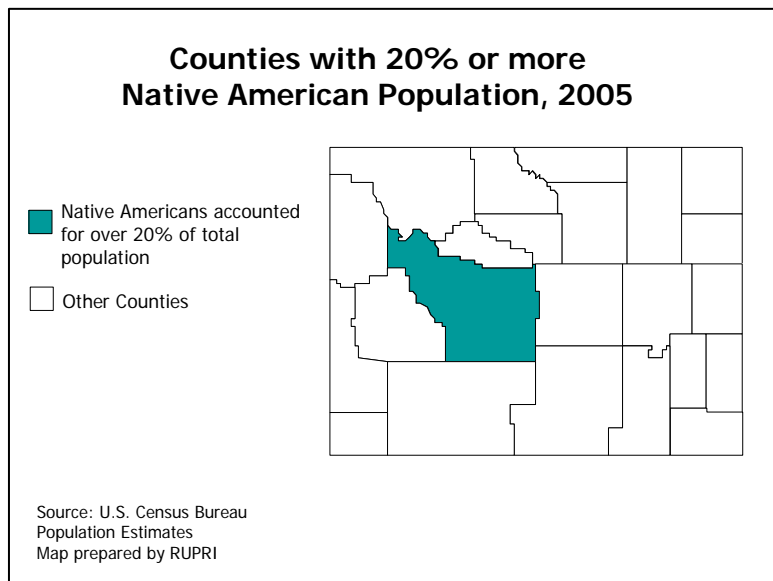 Counties with 20% or more
Native American Population, 2005
Native Americans accounted
for over 20% of total
population
Other Counties
Source: U.S. Census Bureau
Population Estimates
Map prepared by RUPRI